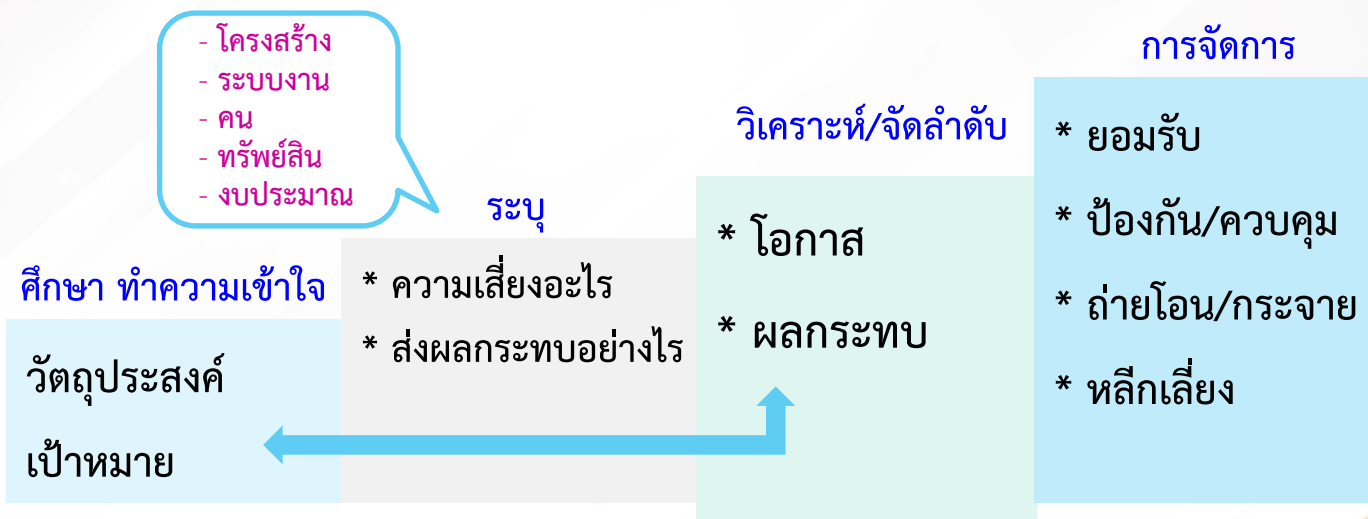 - โครงสร้าง
- ระบบงาน
- คน
- ทรัพย์สิน
- งบประมาณ
ศึกษา ทำความเข้าใจ
วัตถุประสงค์
เป้าหมาย
ระบุ
* ความเสี่ยงอะไร
* ส่งผลกระทบอย่างไร
วิเคราะห์/จัดลำดับ
* โอกาส
* ผลกระทบ
การจัดการ
* ยอมรับ
* ป้องกัน/ควบคุม
* ถ่ายโอน/กระจาย
* หลีกเลี่ยง